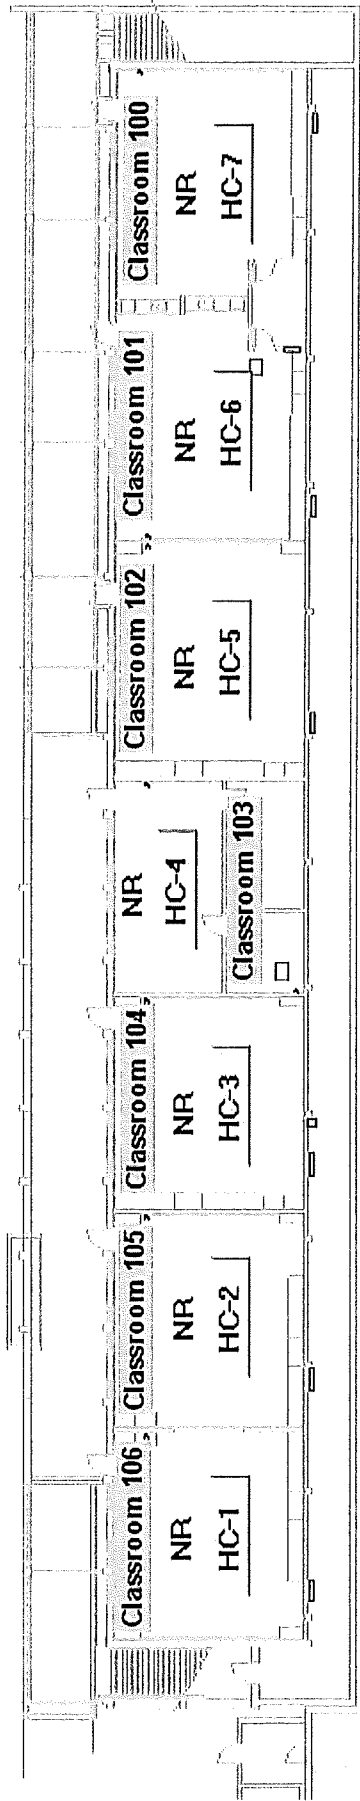 Classroom 106
NR
HC-1
Classroom 105
NR
HC-2
Classroom 104
NR
HC-3
NR
HC-4
Classroom 103
Classroom 102
NR
HC-5
Classroom 101
NR
HC-6
Classroom 100
NR
HC-7